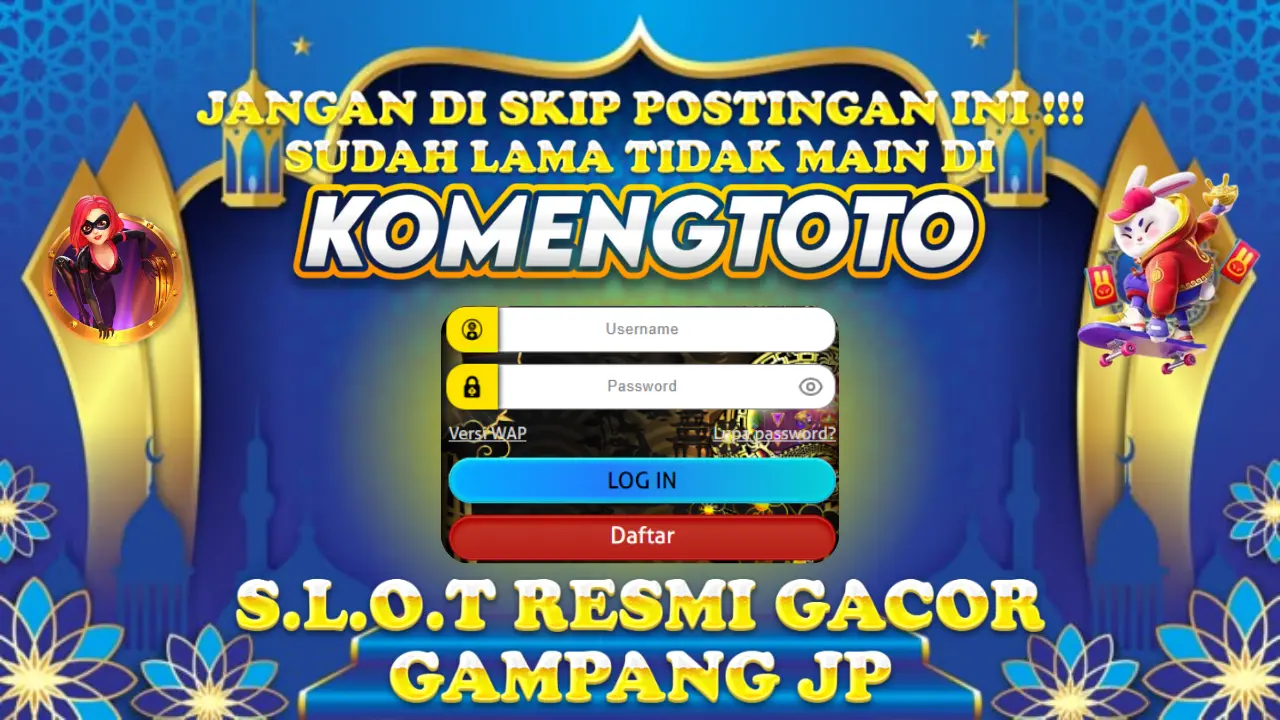 JANGAN DI SKIP POSTINGAN INI !!!
SUDAH LAMA TIDAK MAIN DI
KOMENGTOTO
Username
Password
Versi WAP
Lupa password?
LOG IN
Daftar
S.L.O.T RESMI GACOR
GAMPANG JP